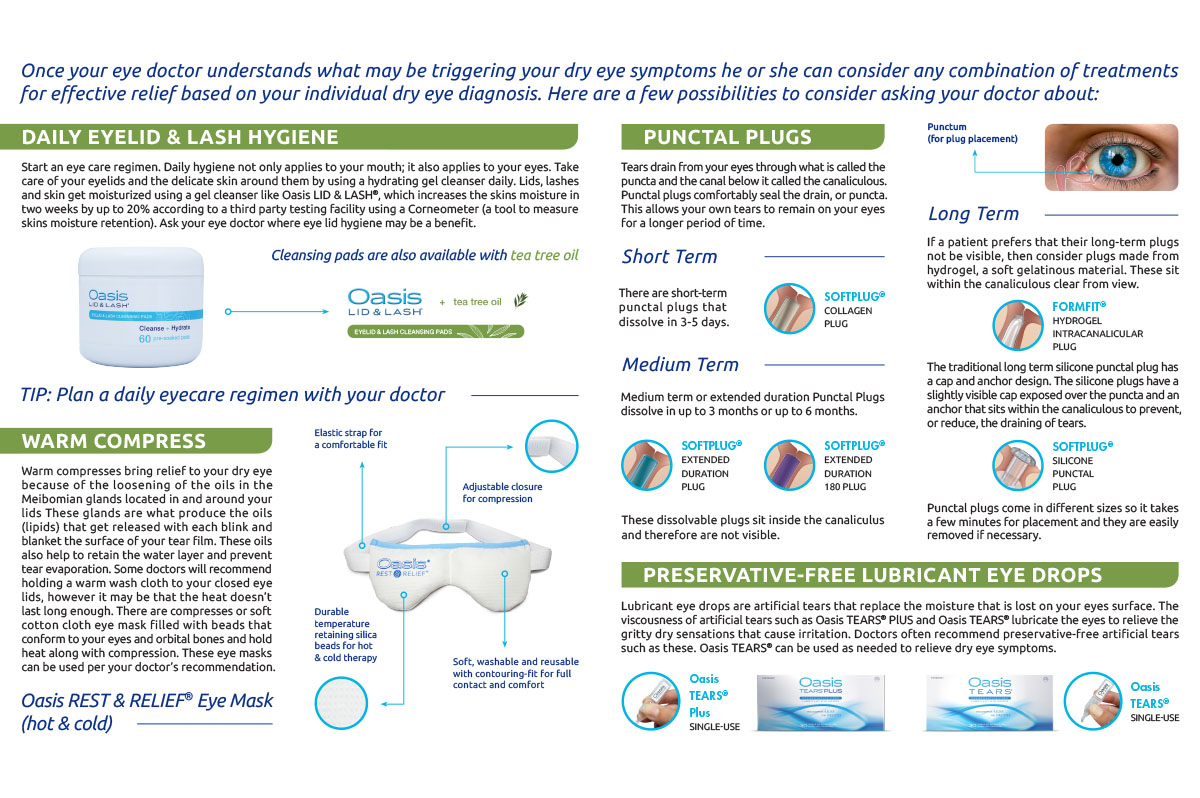 Once your eye doctor understands what may be triggering your dry eye symptoms he or she can consider any combination of treatments
for effective relief based on your individual dry eye diagnosis. Here are a few possibilities to consider asking your doctor about:
DAILY EYELID & LASH HYGIENE
Start an eye care regimen. Daily hygiene not only applies to your mouth; it also applies to your eyes. Take
care of your eyelids and the delicate skin around them by using a hydrating gel cleanser daily. Lids, lashes
and skin get moisturized using a gel cleanser like Oasis LID & LASH®, which increases the skins moisture in
two weeks by up to 20% according to a third party testing facility using a Corneometer (a tool to measure
skins moisture retention). Ask your eye doctor where eye lid hygiene may be a benefit.
Cleansing pads are also available with tea tree oil
Oasis
LID & LASH®
EYELID & LASH CLEANSING PADS
Cleanse + Hydrate
60 pre-soaked pads
Oasis
LID & LASH®
+ tea tree oil
EYELID & LASH CLEANSING PADS
TIP: Plan a daily eyecare regimen with your doctor
WARM COMPRESS
Warm compresses bring relief to your dry eye
because of the loosening of the oils in the
Meibomian glands located in and around your
lids These glands are what produce the oils
(lipids) that get released with each blink and
blanket the surface of your tear film. These oils
also help to retain the water layer and prevent
tear evaporation. Some doctors will recommend
holding a warm wash cloth to your closed eye
lids, however it may be that the heat doesn't
last long enough. There are compresses or soft
cotton cloth eye mask filled with beads that
conform to your eyes and orbital bones and hold
heat along with compression. These eye masks
can be used per your doctor's recommendation.
Oasis REST & RELIEF® Eye Mask
(hot & cold)
Elastic strap for
a comfortable fit
Adjustable closure
for compression
Oasis®
REST & RELIEF®
Durable
temperature
retaining silica
beads for hot
& cold therapy
Soft, washable and reusable
with contouring-fit for full
contact and comfort
PUNCTAL PLUGS
Tears drain from your eyes through what is called the
puncta and the canal below it called the canaliculous.
Punctal plugs comfortably seal the drain, or puncta.
This allows your own tears to remain on your eyes
for a longer period of time.
Short Term
There are short-term
punctal plugs that
dissolve in 3-5 days.
SOFTPLUG®
COLLAGEN
PLUG
Medium Term
Medium term or extended duration Punctal Plugs
dissolve in up to 3 months or up to 6 months.
SOFTPLUG®
EXTENDED
DURATION
PLUG
SOFTPLUG®
EXTENDED
DURATION
180 PLUG
These dissolvable plugs sit inside the canaliculus
and therefore are not visible.
Punctum
(for plug placement)
Long Term
If a patient prefers that their long-term plugs
not be visible, then consider plugs made from
hydrogel, a soft gelatinous material. These sit
within the canaliculous clear from view.
FORMFIT®
HYDROGEL
INTRACANALICULAR
PLUG
The traditional long term silicone punctal plug has
a cap and anchor design. The silicone plugs have a
slightly visible cap exposed over the puncta and an
anchor that sits within the canaliculous to prevent,
or reduce, the draining of tears.
SOFTPLUG®
SILICONE
PUNCTAL
PLUG
Punctal plugs come in different sizes so it takes
a few minutes for placement and they are easily
removed if necessary.
PRESERVATIVE-FREE LUBRICANT EYE DROPS
Lubricant eye drops are artificial tears that replace the moisture that is lost on your eyes surface. The
viscousness of artificial tears such as Oasis TEARS® PLUS and Oasis TEARS® lubricate the eyes to relieve the
gritty dry sensations that cause irritation. Doctors often recommend preservative-free artificial tears
such as these. Oasis TEARS® can be used as needed to relieve dry eye symptoms.
Oasis
TEARS®
Plus
SINGLE-USE
Oasis
TEARS PLUS
Oasis
TEARS
Oasis
TEARS®
SINGLE-USE